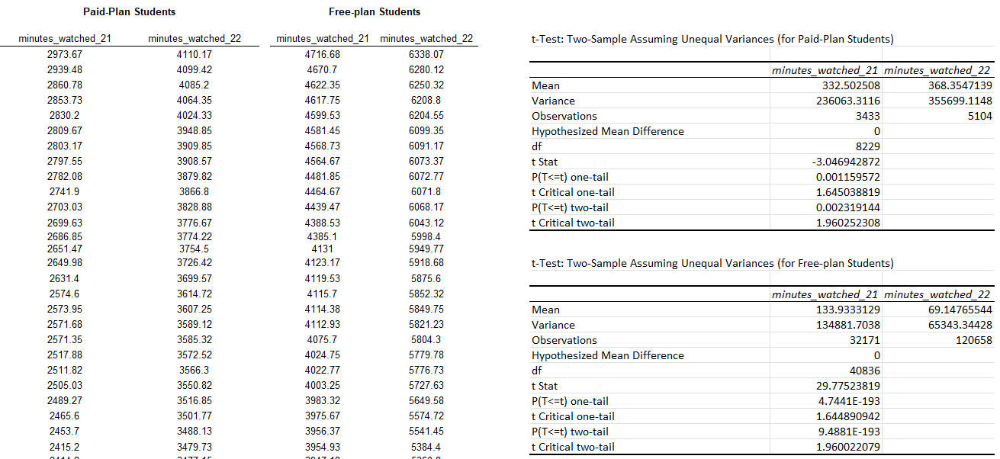 Paid-Plan Students Free-plan Students
minutes_watched_21 minutes_watched_22 minutes_watched_21 minutes_watched_22
2973.67 4110.17 4716.68 6338.07
2939.48 4099.42 4670.7 6280.12
2860.78 4085.2 4622.35 6250.32
2853.73 4064.35 4617.75 6208.8
2830.2 4024.33 4599.53 6204.55
2809.67 3948.85 4581.45 6099.35
2803.17 3909.85 4568.73 6091.17
2797.55 3908.57 4564.67 6073.37
2782.08 3879.82 4481.85 6072.77
2741.9 3866.8 4464.67 6071.8
2703.03 3828.88 4439.47 6068.17
2699.63 3776.67 4388.53 6043.12
2686.85 3774.22 4385.1 5998.4
2651.47 3754.5 4131 5949.77
2649.98 3726.42 4123.17 5918.68
2631.4 3699.57 4119.53 5875.6
2574.6 3614.72 4115.7 5852.32
2573.95 3607.25 4114.38 5849.75
2571.68 3589.12 4112.93 5821.23
2571.35 3585.32 4075.7 5804.3
2517.88 3572.52 4024.75 5779.78
2511.82 3566.3 4022.77 5776.73
2505.03 3550.82 4003.25 5727.63
2489.27 3516.85 3983.32 5649.58
2465.6 3501.77 3975.67 5574.72
2453.7 3488.13 3956.37 5541.45
2415.2 3479.73 3954.93 5384.4
t-Test: Two-Sample Assuming Unequal Variances (for Paid-Plan Students)
minutes_watched_21 minutes_watched_22
Mean 332.502508 368.3547139
Variance 236063.3116 355699.1148
Observations 3433 5104
Hypothesized Mean Difference 0
df 8229
t Stat -3.046942872
P(T<=t) one-tail 0.001159572
t Critical one-tail 1.645038819
P(T<=t) two-tail 0.002319144
t Critical two-tail 1.960252308
t-Test: Two-Sample Assuming Unequal Variances (for Free-plan Students)
minutes_watched_21 minutes_watched_22
Mean 133.9333129 69.14765544
Variance 134881.7038 65343.34428
Observations 32171 120658
Hypothesized Mean Difference 0
df 40836
t Stat 29.77523819
P(T<=t) one-tail 4.7441E-193
t Critical one-tail 1.644890942
P(T<=t) two-tail 9.4881E-193
t Critical two-tail 1.960022079